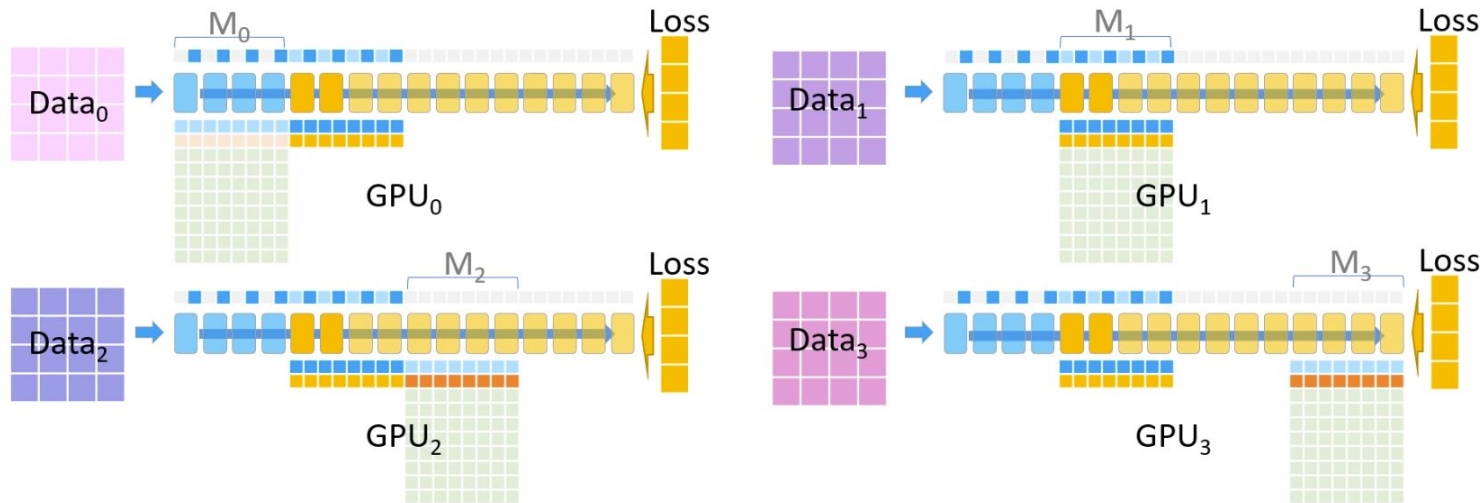 M₀
Loss
Data₀
GPU₀
M₁
Loss
Data₁
GPU₁
M₂
Loss
Data₂
GPU₂
M₃
Loss
Data₃
GPU₃